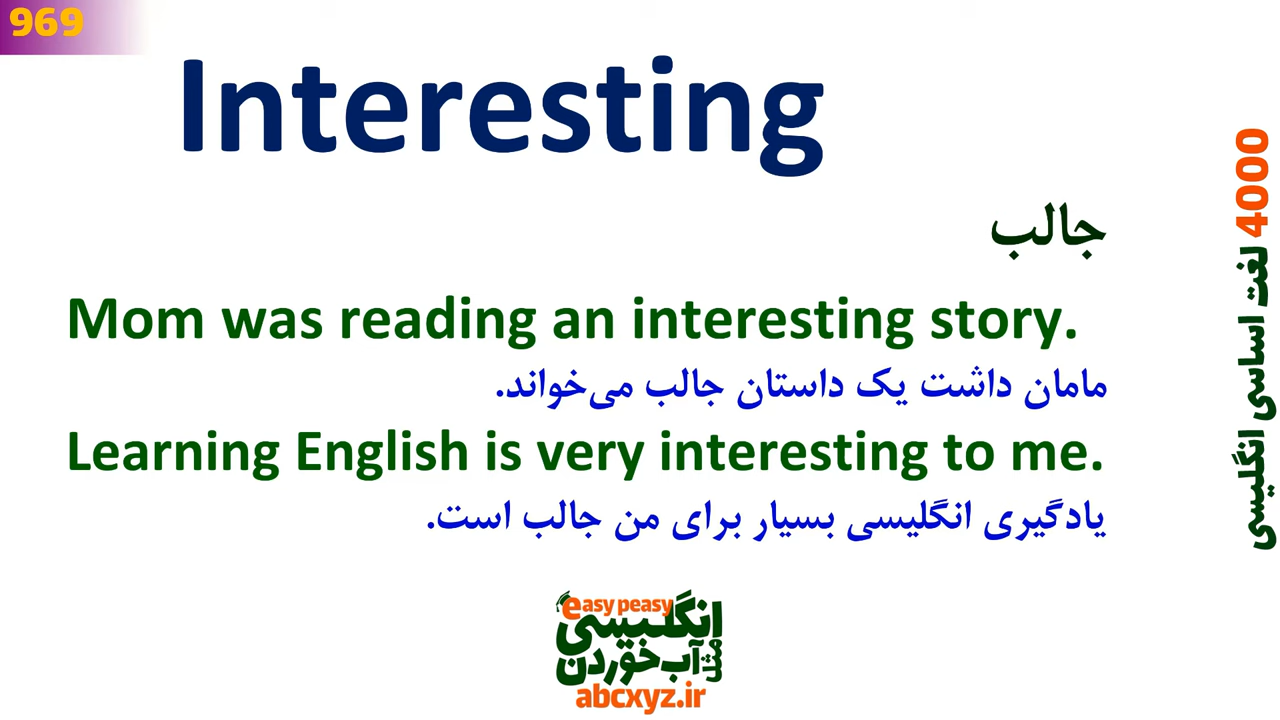 969
Interesting
جالب
Mom was reading an interesting story.
مامان داشت یک داستان جالب می‌خواند.
Learning English is very interesting to me.
یادگیری انگلیسی بسیار برای من جالب است.
4000 لغت اساسی انگلیسی
easy peasy
انگلیسی
مثل آب خوردن
abcxyz.ir